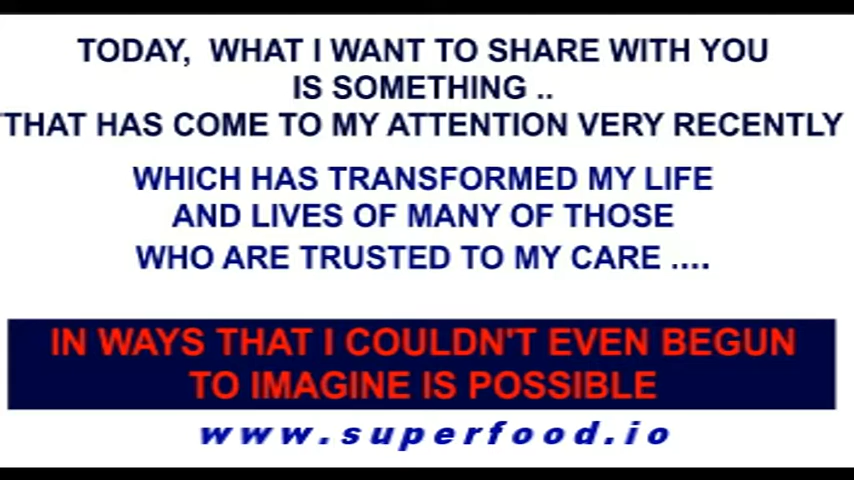 TODAY, WHAT I WANT TO SHARE WITH YOU
IS SOMETHING ..
THAT HAS COME TO MY ATTENTION VERY RECENTLY
WHICH HAS TRANSFORMED MY LIFE
AND LIVES OF MANY OF THOSE
WHO ARE TRUSTED TO MY CARE ....
IN WAYS THAT I COULDN'T EVEN BEGUN
TO IMAGINE IS POSSIBLE
www.superfood.io